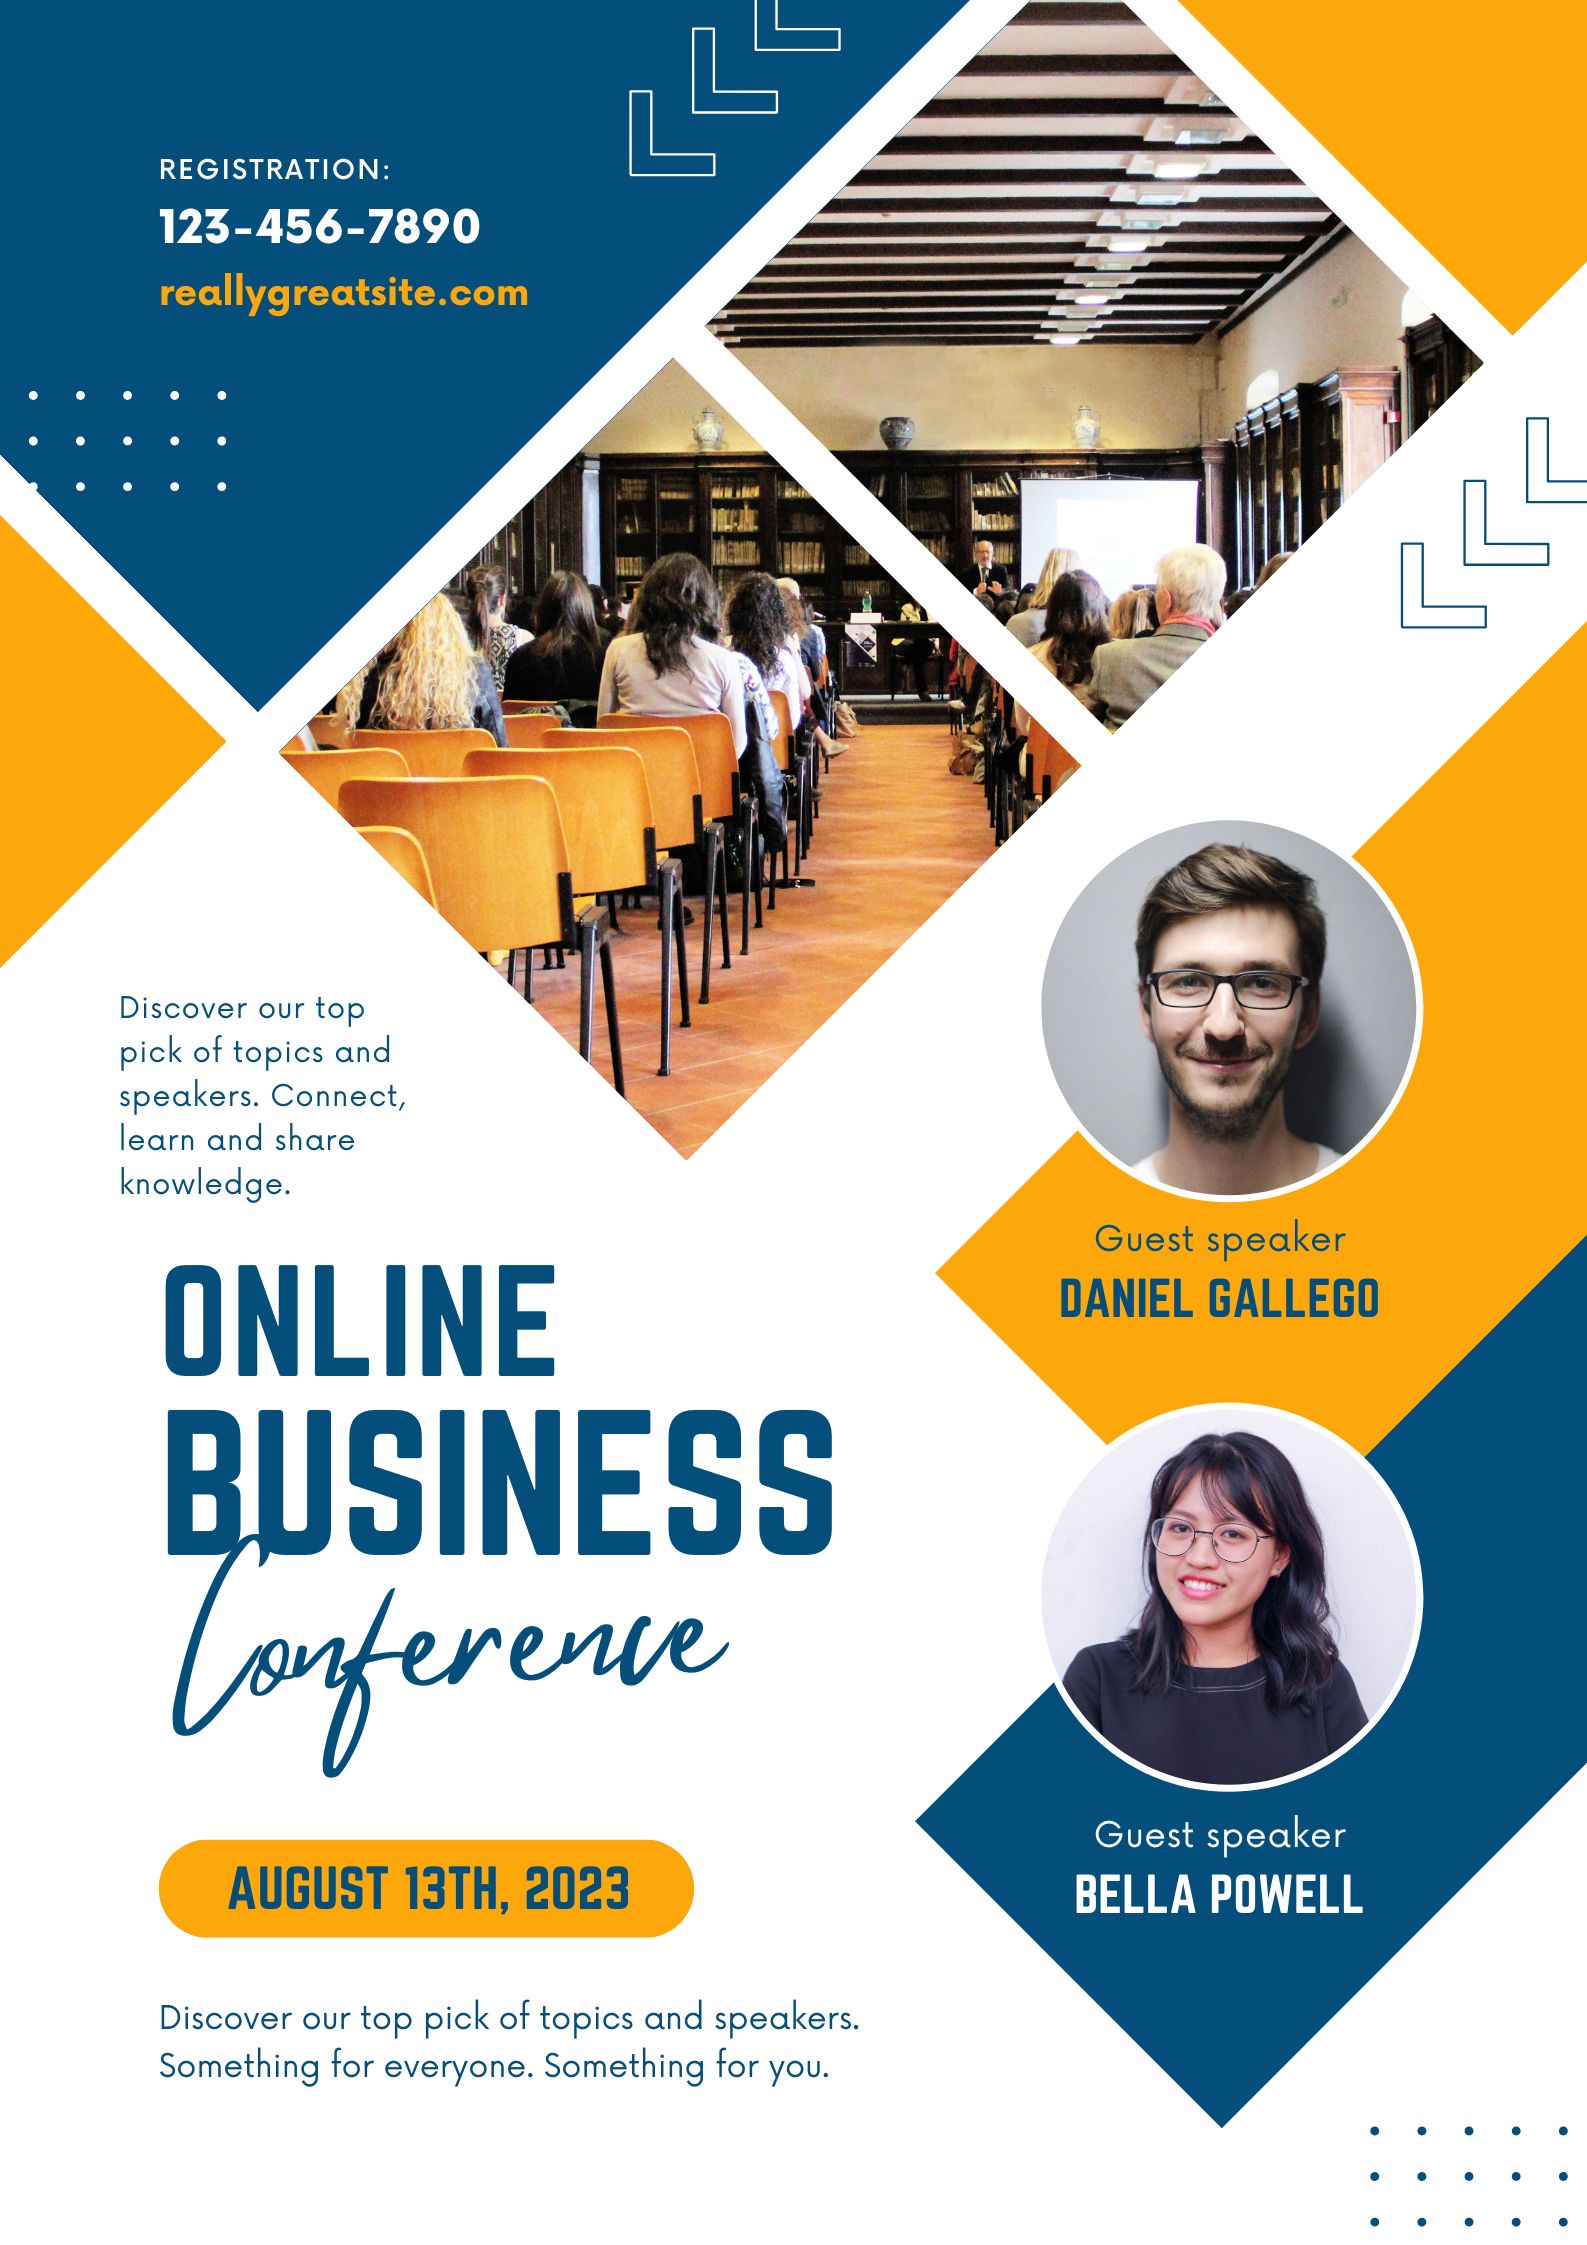 REGISTRATION:
123-456-7890
reallygreatsite.com
Discover our top
pick of topics and
speakers. Connect,
learn and share
knowledge.
ONLINE
BUSINESS
Conference
AUGUST 13TH, 2023
Discover our top pick of topics and speakers.
Something for everyone. Something for you.
Guest speaker
DANIEL GALLEGO
Guest speaker
BELLA POWELL